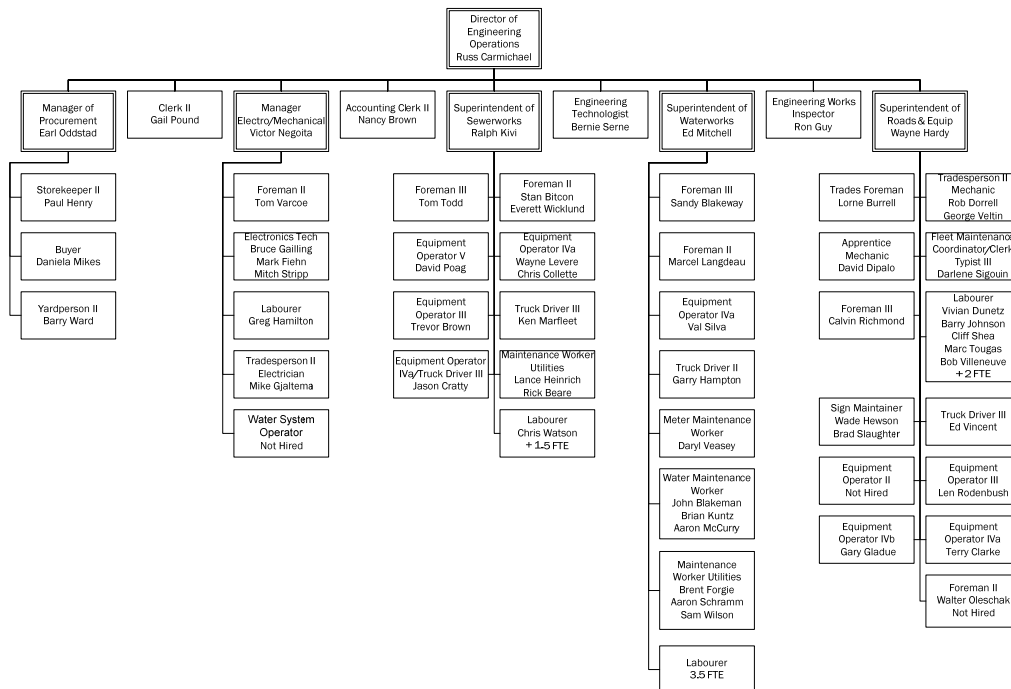 Director of
Engineering
Operations
Russ Carmichael
Manager of
Procurement
Earl Oddstad
Clerk II
Gail Pound
Manager
Electro/Mechanical
Victor Negoita
Accounting Clerk II
Nancy Brown
Superintendent of
Sewerworks
Ralph Kivi
Engineering
Technologist
Bernie Serne
Superintendent of
Waterworks
Ed Mitchell
Engineering Works
Inspector
Ron Guy
Superintendent of
Roads & Equip
Wayne Hardy
Storekeeper II
Paul Henry
Buyer
Daniela Mikes
Yardperson II
Barry Ward
Foreman II
Tom Varcoe
Electronics Tech
Bruce Gailling
Mark Fiehn
Mitch Stripp
Labourer
Greg Hamilton
Tradesperson II
Electrician
Mike Gjaltema
Water System
Operator
Not Hired
Foreman III
Tom Todd
Foreman II
Stan Bitcon
Everett Wicklund
Equipment
Operator V
David Poag
Equipment
Operator IVa
Wayne Levere
Chris Collette
Equipment
Operator III
Trevor Brown
Truck Driver III
Ken Marfleet
Equipment Operator
IVa/Truck Driver III
Jason Cratty
Maintenance Worker
Utilities
Lance Heinrich
Rick Beare
Labourer
Chris Watson
+ 1.5 FTE
Foreman III
Sandy Blakeway
Foreman II
Marcel Langdeau
Equipment
Operator IVa
Val Silva
Truck Driver II
Garry Hampton
Meter Maintenance
Worker
Daryl Veasey
Water Maintenance
Worker
John Blakeman
Brian Kuntz
Aaron McCurry
Maintenance
Worker Utilities
Brent Forgie
Aaron Schramm
Sam Wilson
Labourer
3.5 FTE
Trades Foreman
Lorne Burrell
Tradesperson II
Mechanic
Rob Dorrell
George Veltin
Apprentice
Mechanic
David Dipalo
Fleet Maintenance
Coordinator/Clerk
Typist III
Darlene Sigouin
Foreman III
Calvin Richmond
Labourer
Vivian Dunetz
Barry Johnson
Cliff Shea
Marc Tougas
Bob Villeneuve
+2 FTE
Sign Maintainer
Wade Hewson
Brad Slaughter
Truck Driver III
Ed Vincent
Equipment
Operator II
Not Hired
Equipment
Operator III
Len Rodenbush
Equipment
Operator IVb
Gary Gladue
Equipment
Operator IVa
Terry Clarke
Foreman II
Walter Oleschak
Not Hired